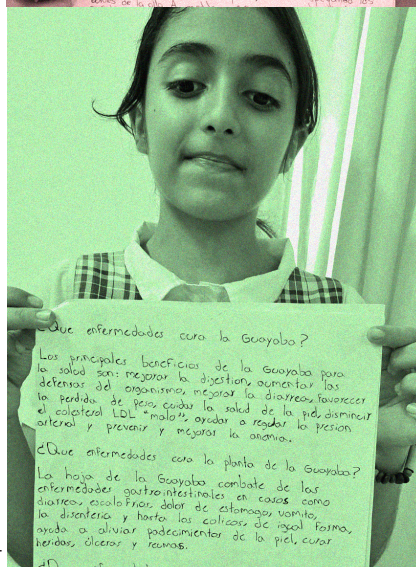 ¿Que enfermedades cura la Guayaba?
Los principales beneficios de la Guayaba para
la salud son: mejorar la digestion, aumentar las
defensas del organismo, mejorar la diarrea, favorecer
la perdida de peso, cuidar la salud de la piel, disminuir
el colesterol LDL "malo", ayudar a regular la presion
arterial y prevenir y mejorar la anemia.
¿Que enfermedades cura la planta de la Guayaba?
La hoja de la Guayaba combate de las
enfermedades gastrointestinales en casos como
diarrea, escalofrios, dolor de estomago, vomito,
la disenteria y hasta los colicos, de igual forma,
ayuda a aliviar padecimientos de la piel, curar
heridas, úlceras y reumas.